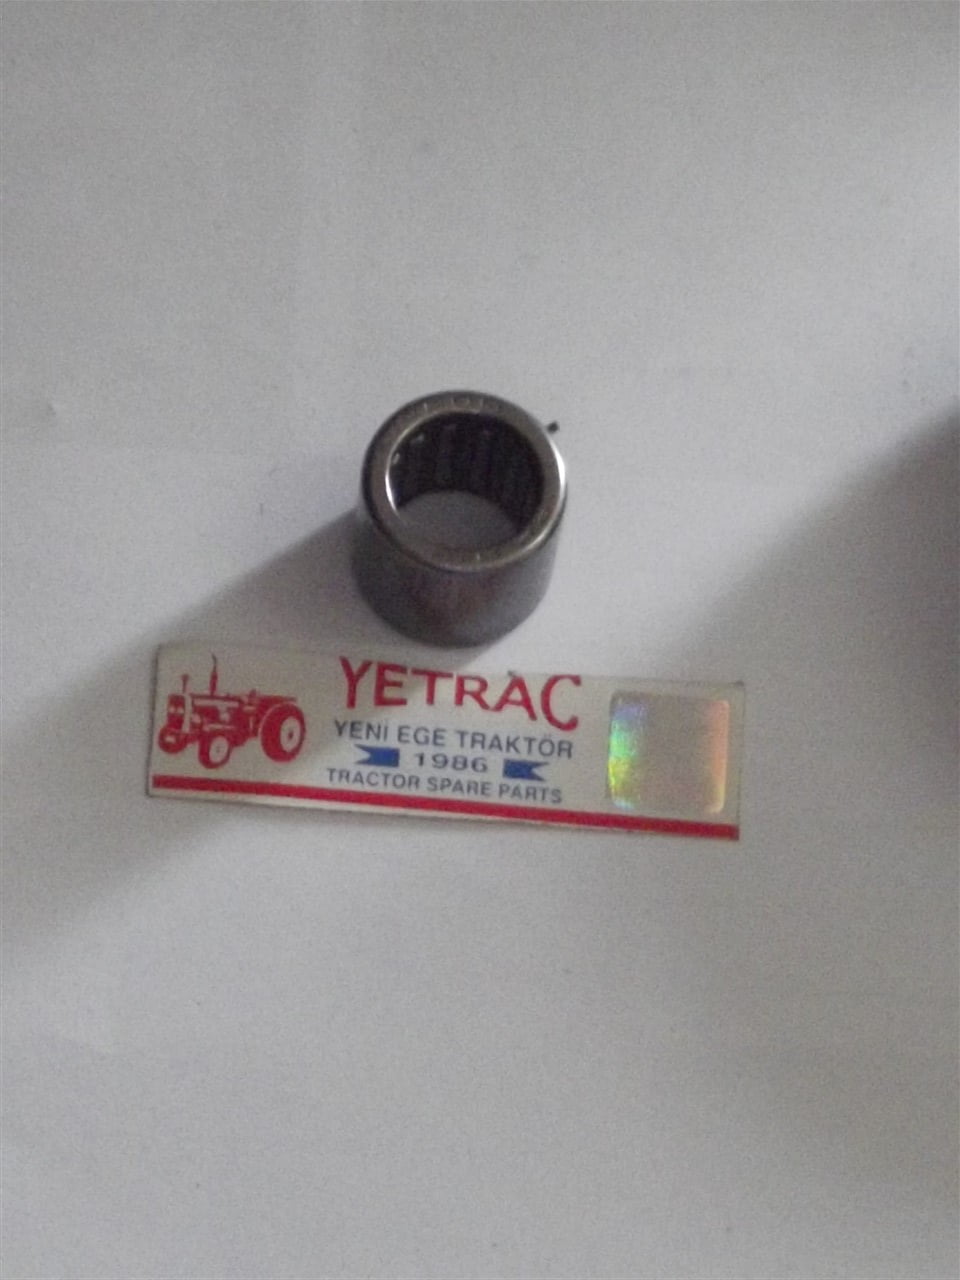 YETRAC
YENİ EGE TRAKTÖR
1986
TRACTOR SPARE PARTS